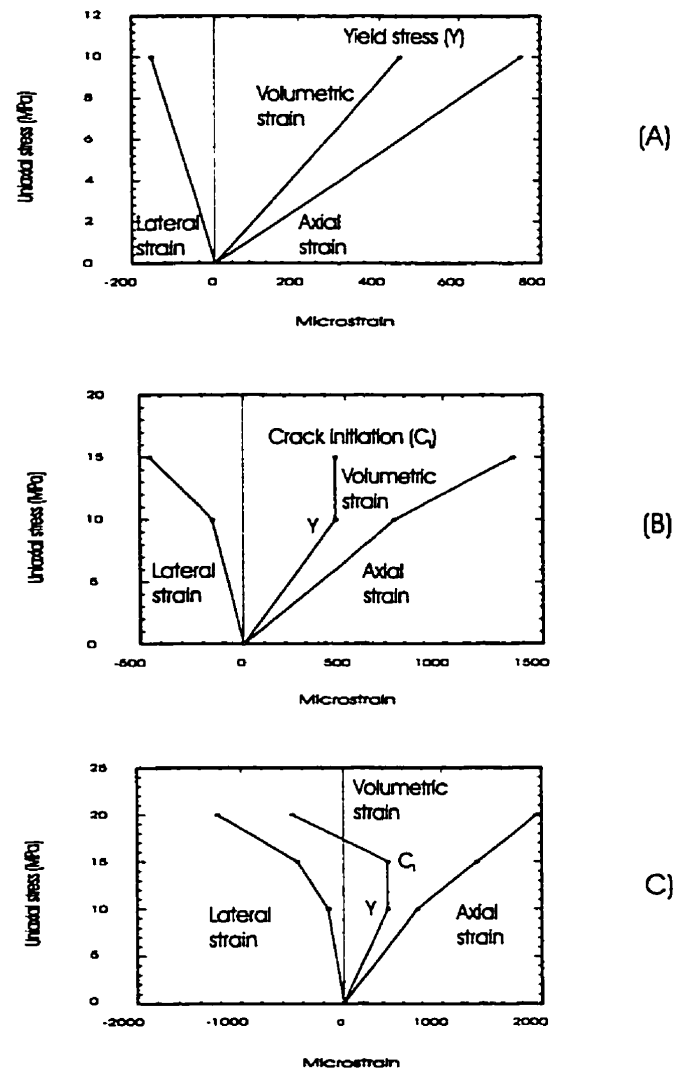 12
10
8
6
4
2
0
Uniaxial stress (MPa)
Yield stress (Y)
Volumetric
strain
Lateral
strain
Axial
strain
-200
0
200
400
600
800
Microstrain
(A)
20
15
10
5
0
Uniaxial stress (MPa)
Crack initiation (C₁)
Volumetric
strain
Y
Lateral
strain
Axial
strain
-500
0
500
1000
1500
Microstrain
(B)
25
20
15
10
5
0
Uniaxial stress (MPa)
Volumetric
strain
C₁
Y
Lateral
strain
Axial
strain
-2000
-1000
0
1000
2000
Microstrain
C)